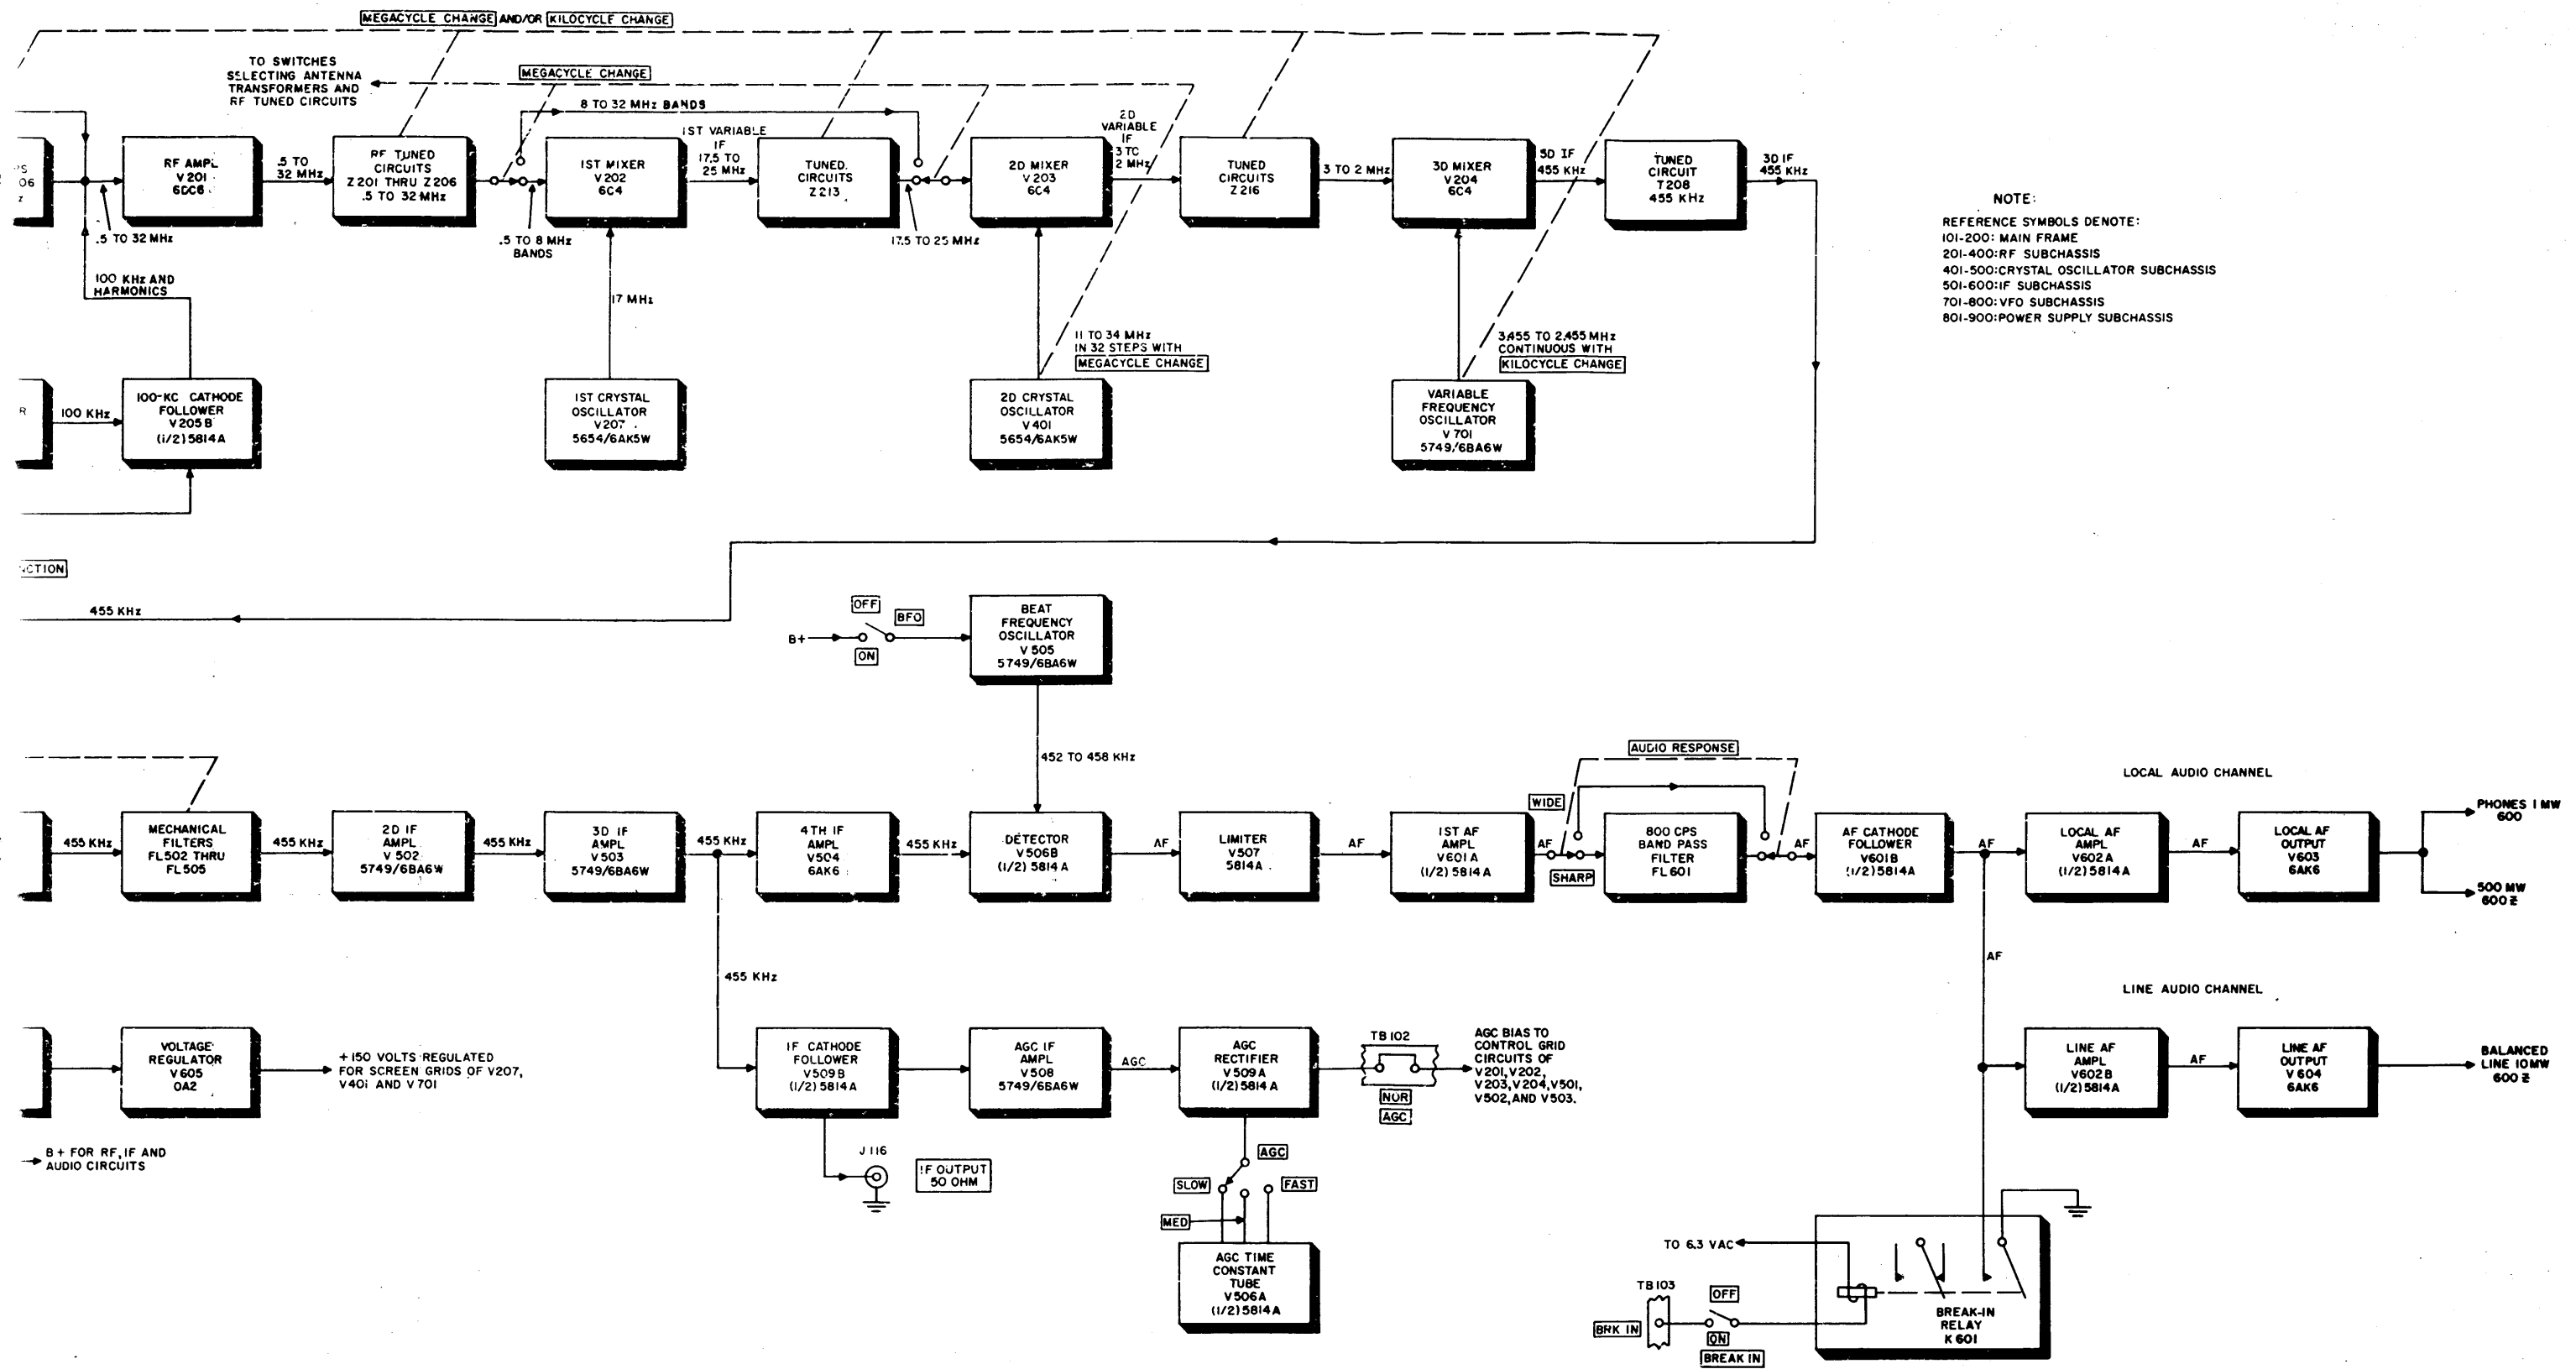 MEGACYCLE CHANGE AND/OR KILOCYCLE CHANGE
TO SWITCHES
SELECTING ANTENNA
TRANSFORMERS AND
RF TUNED CIRCUITS
MEGACYCLE CHANGE
8 TO 32 MHz BANDS
06
RF AMPL
V201
6DC6
.5 TO
32 MHz
RF TUNED
CIRCUITS
Z201 THRU Z206
.5 TO 32 MHz
1ST MIXER
V202
6C4
1ST VARIABLE
IF
17.5 TO
25 MHz
TUNED
CIRCUITS
Z213
2D MIXER
V203
6C4
2D
VARIABLE
IF
3 TO
2 MHz
TUNED
CIRCUITS
Z216
3 TO 2 MHz
3D MIXER
V204
6C4
3D IF
455 KHz
TUNED
CIRCUIT
T208
455 KHz
3D IF
455 KHz
.5 TO 32 MHz
.5 TO 8 MHz
BANDS
17.5 TO 25 MHz
NOTE:
REFERENCE SYMBOLS DENOTE:
101-200: MAIN FRAME
201-400:RF SUBCHASSIS
401-500:CRYSTAL OSCILLATOR SUBCHASSIS
501-600:IF SUBCHASSIS
701-800:VFO SUBCHASSIS
801-900:POWER SUPPLY SUBCHASSIS
100 KHz AND
HARMONICS
17 MHz
11 TO 34 MHz
IN 32 STEPS WITH
MEGACYCLE CHANGE
3.455 TO 2.455 MHz
CONTINUOUS WITH
KILOCYCLE CHANGE
R
100 KHz
100-KC CATHODE
FOLLOWER
V205B
(1/2) 5814A
1ST CRYSTAL
OSCILLATOR
V207
5654/6AK5W
2D CRYSTAL
OSCILLATOR
V401
5654/6AK5W
VARIABLE
FREQUENCY
OSCILLATOR
V 701
5749/6BA6W
NCTION
455 KHz
B+
OFF
ON
BFO
BEAT
FREQUENCY
OSCILLATOR
V 505
5749/6BA6W
452 TO 458 KHz
455 KHz
MECHANICAL
FILTERS
FL502 THRU
FL505
455 KHz
2D IF
AMPL
V 502
5749/6BA6W
455 KHz
3D IF
AMPL
V503
5749/6BA6W
455 KHz
4TH IF
AMPL
V504
6AK6
455 KHz
DETECTOR
V506B
(1/2) 5814A
AF
LIMITER
V507
5814A
AF
1ST AF
AMPL
V601A
(1/2) 5814A
AUDIO RESPONSE
WIDE
AF
SHARP
800 CPS
BAND PASS
FILTER
FL601
AF
AF CATHODE
FOLLOWER
V601B
(1/2) 5814A
AF
LOCAL AUDIO CHANNEL
LOCAL AF
AMPL
V602A
(1/2) 5814A
AF
LOCAL AF
OUTPUT
V603
6AK6
PHONES 1 MW
600
500 MW
600 Z
455 KHz
AF
VOLTAGE
REGULATOR
V605
OA2
+150 VOLTS REGULATED
FOR SCREEN GRIDS OF V207,
V401 AND V701
IF CATHODE
FOLLOWER
V509B
(1/2) 5814A
AGC IF
AMPL
V508
5749/6BA6W
AGC
AGC
RECTIFIER
V509A
(1/2) 5814A
TB102
NOR
AGC
AGC BIAS TO
CONTROL GRID
CIRCUITS OF
V201, V202,
V203, V204, V501,
V502, AND V503.
LINE AUDIO CHANNEL
LINE AF
AMPL
V602B
(1/2) 5814A
AF
LINE AF
OUTPUT
V 604
6AK6
BALANCED
LINE 10 MW
600 Z
B+ FOR RF, IF AND
AUDIO CIRCUITS
J116
IF OUTPUT
50 OHM
AGC
SLOW
FAST
MED
AGC TIME
CONSTANT
TUBE
V506A
(1/2) 5814A
TO 6.3 VAC
TB103
BRK IN
OFF
ON
BREAK IN
BREAK-IN
RELAY
K601